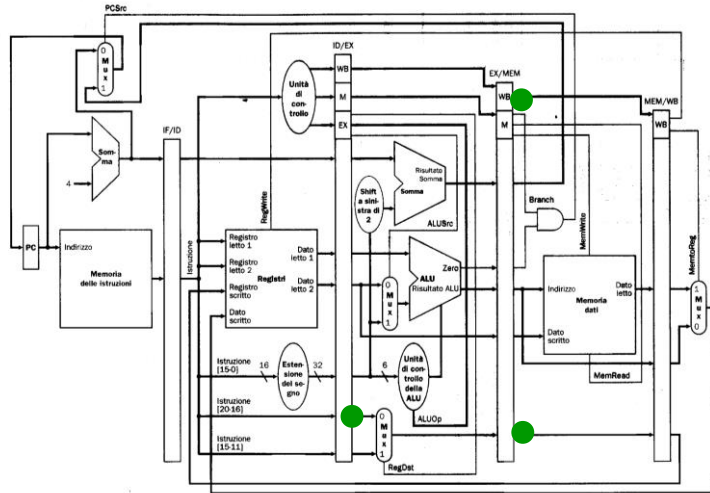 PCSrc
0
M
u
x
1
ID/EX
WB
M
EX
Unità
di con-
trollo
EX/MEM
WB
M
MEM/WB
WB
IF/ID
Som-
ma
4
PC
Indirizzo
Memoria
delle istruzioni
Istruzione
RegWrite
Registro
letto 1
Registro
letto 2
Registro
scritto
Dato
scritto
Registri
Dato
letto 1
Dato
letto 2
Shift
a sini-
stra di
2
Risultato
Somma
Somma
ALUSrc
0
M
u
x
1
Zero
ALU
Risultato ALU
Branch
MemWrite
Indirizzo
Dato
letto
Memoria
dati
Dato
scritto
MemRead
MemtoReg
1
M
u
x
0
Istruzione
[15-0]
16
Esten-
sione
del se-
gno
32
6
Unità di
controllo
della
ALU
ALUOp
Istruzione
[20-16]
Istruzione
[15-11]
0
M
u
x
1
RegDst